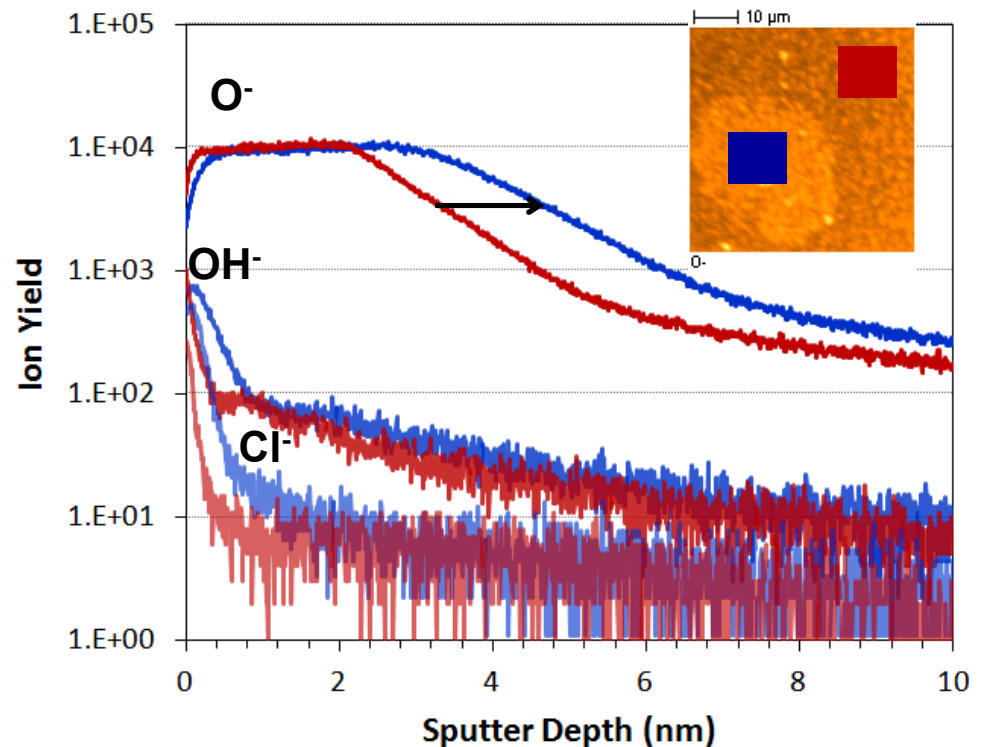 1.E+05
1.E+04
1.E+03
1.E+02
1.E+01
1.E+00
Ion Yield
O-
OH-
Cl-
10 µm
O-
0 2 4 6 8 10
Sputter Depth (nm)